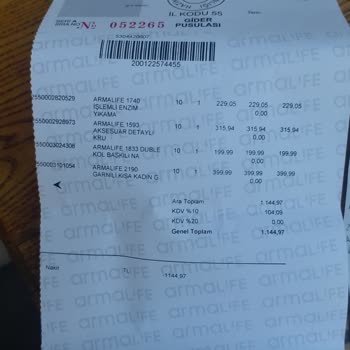 İL KODU 55
GİDER
PUSULASI
No 052265
200122574455
2550002820529 ARMALIFE 1740 İŞLEMLİ ENZİM YIKAMA 10 1 229,05 229,05 0,00 229,05
2550002928973 ARMALIFE 1593 AKSESUAR DETAYLI KBU 10 1 315,94 315,94 0,00 315,94
ARMALIFE 1833 DUBLE KOL BASKILI NA 10 1 199,99 199,99 0,00 199,99
ARMALIFE 2190 GARNİLİ KISA KADIN G 10 1 399,99 399,99 0,00 399,99
Ara Toplam 1.144,97
KDV %10 104,09
KDV %20 0,00
Genel Toplam 1.144,97
Nakit TL 1144,97
armaLIFE